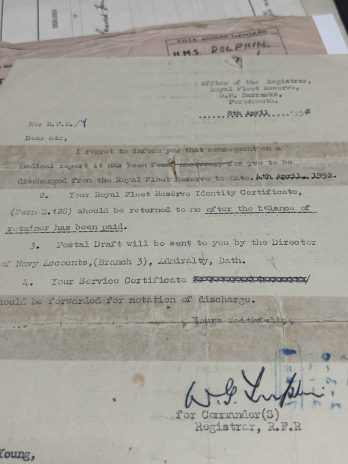 H.M.S. DOLPHIN.
Office of the Registrar,
Royal Fleet Reserve,
R.N. Barracks,
Portsmouth.
8th April 1952
No: R.F.R./Y
Dear Sir,
I regret to inform you that consequent on a
medical report it has been found necessary for you to be
discharged from the Royal Fleet Reserve to date 4th April, 1952.
2. Your Royal Fleet Reserve Identity Certificate,
(Form D.128) should be returned to me after the balance of
retainer has been paid.
3. Postal Draft will be sent to you by the Director
of Navy Accounts,(Branch 3), Admiralty, Bath.
4. Your Service Certificate
should be forwarded for notation of discharge.
Yours faithfully,
for Commander(S)
Registrar, R.F.R
Young,